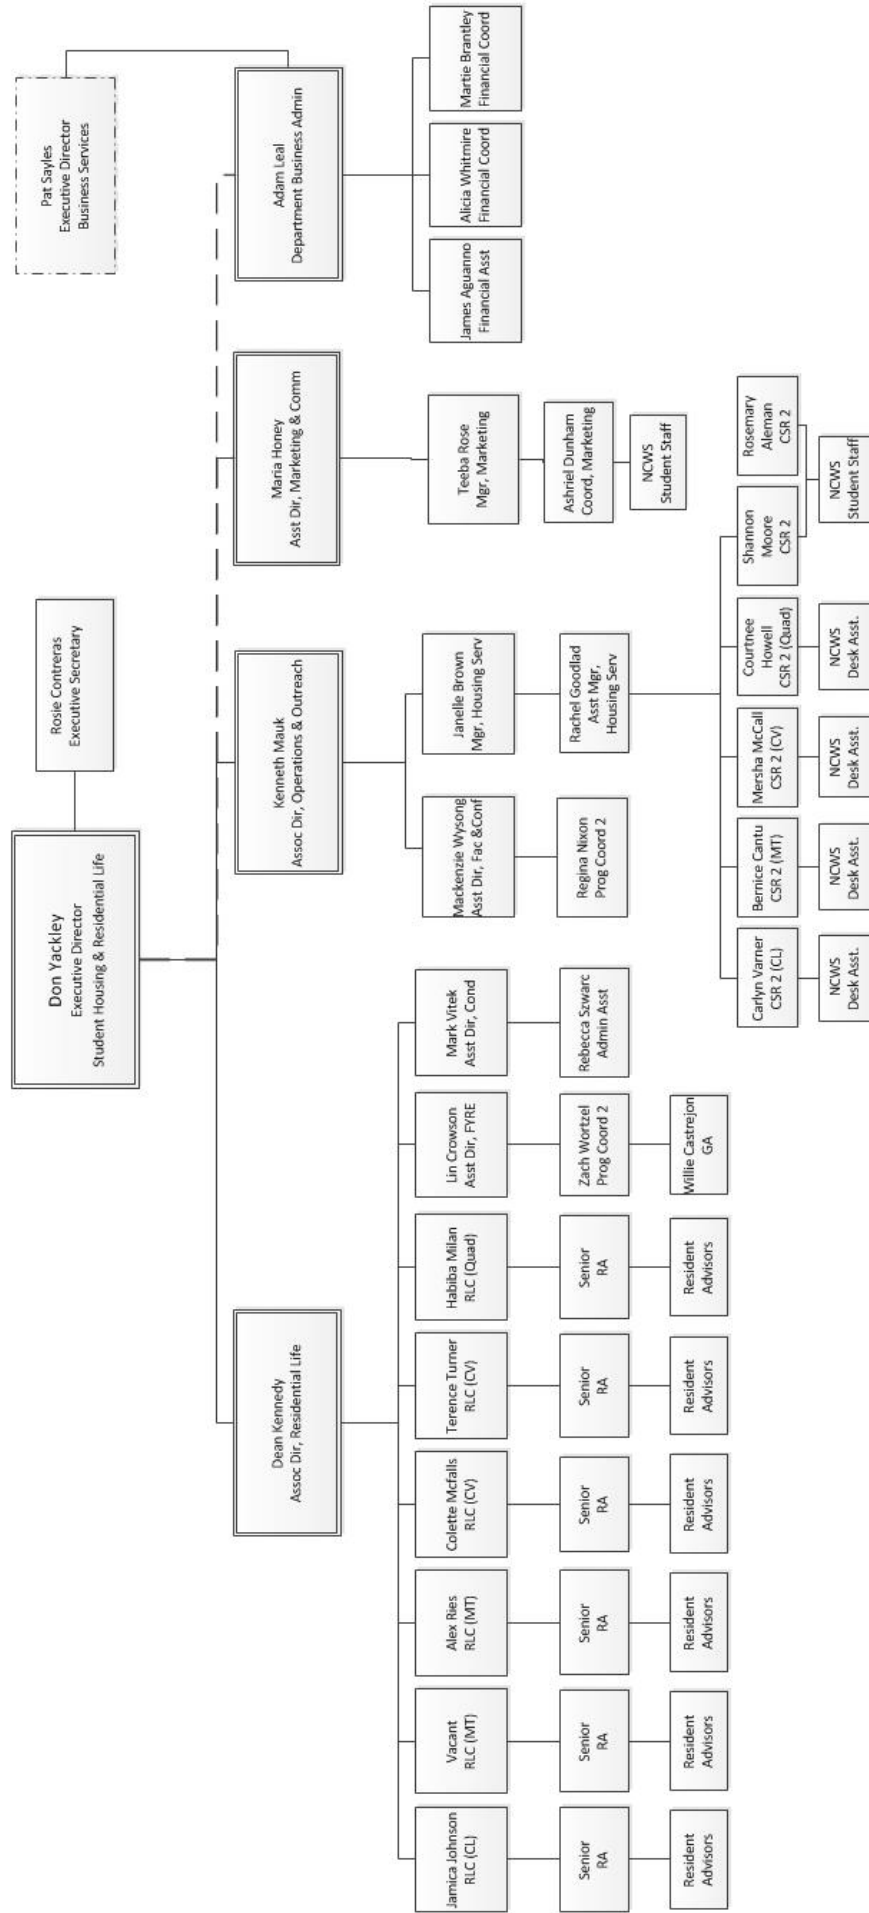 Don Yackley
Executive Director
Student Housing & Residential Life
Rosie Contreras
Executive Secretary
Pat Sayles
Executive Director
Business Services
Dean Kennedy
Assoc Dir, Residential Life
Kenneth Mauk
Assoc Dir, Operations & Outreach
Maria Honey
Asst Dir, Marketing & Comm
Adam Leal
Department Business Admin
Jamica Johnson
RLC (CL)
Vacant
RLC (MT)
Alex Ries
RLC (MT)
Colette Mcfalls
RLC (CV)
Terence Turner
RLC (CV)
Habiba Milan
RLC (Quad)
Lin Crowson
Asst Dir, FYRE
Mark Vitek
Asst Dir, Cond
Mackenzie Wysong
Asst Dir, Fac &Conf
Janelle Brown
Mgr, Housing Serv
Teeba Rose
Mgr, Marketing
James Aguanno
Financial Asst
Alicia Whitmire
Financial Coord
Martie Brantley
Financial Coord
Senior
RA
Senior
RA
Senior
RA
Senior
RA
Senior
RA
Senior
RA
Zach Wortzel
Prog Coord 2
Rebecca Szwarc
Admin Asst
Regina Nixon
Prog Coord 2
Rachel Goodlad
Asst Mgr,
Housing Serv
Ashriel Dunham
Coord, Marketing
Resident
Advisors
Resident
Advisors
Resident
Advisors
Resident
Advisors
Resident
Advisors
Resident
Advisors
Willie Castrejon
GA
NCWS
Student Staff
Carlyn Varner
CSR 2 (CL)
Bernice Cantu
CSR 2 (MT)
Mersha McCall
CSR 2 (CV)
Courtnee
Howell
CSR 2 (Quad)
Shannon
Moore
CSR 2
Rosemary
Aleman
CSR 2
NCWS
Desk Asst.
NCWS
Desk Asst.
NCWS
Desk Asst.
NCWS
Desk Asst.
NCWS
Student Staff